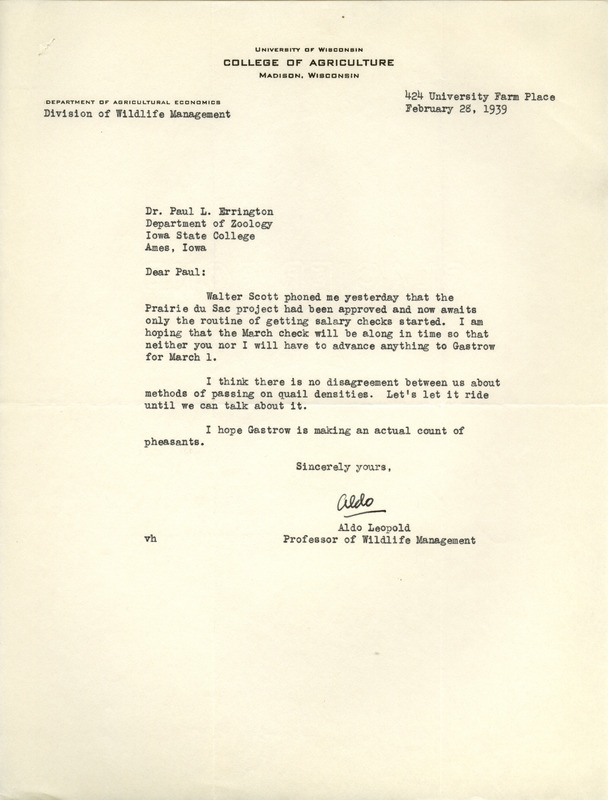 University of Wisconsin
COLLEGE OF AGRICULTURE
Madison, Wisconsin
424 University Farm Place
February 28, 1939
DEPARTMENT OF AGRICULTURAL ECONOMICS
Division of Wildlife Management
Dr. Paul L. Errington
Department of Zoology
Iowa State College
Ames, Iowa
Dear Paul:
Walter Scott phoned me yesterday that the
Prairie du Sac project had been approved and now awaits
only the routine of getting salary checks started. I am
hoping that the March check will be along in time so that
neither you nor I will have to advance anything to Gastrow
for March 1.
I think there is no disagreement between us about
methods of passing on quail densities. Let's let it ride
until we can talk about it.
I hope Gastrow is making an actual count of
pheasants.
Sincerely yours,
Aldo
Aldo Leopold
vh Professor of Wildlife Management